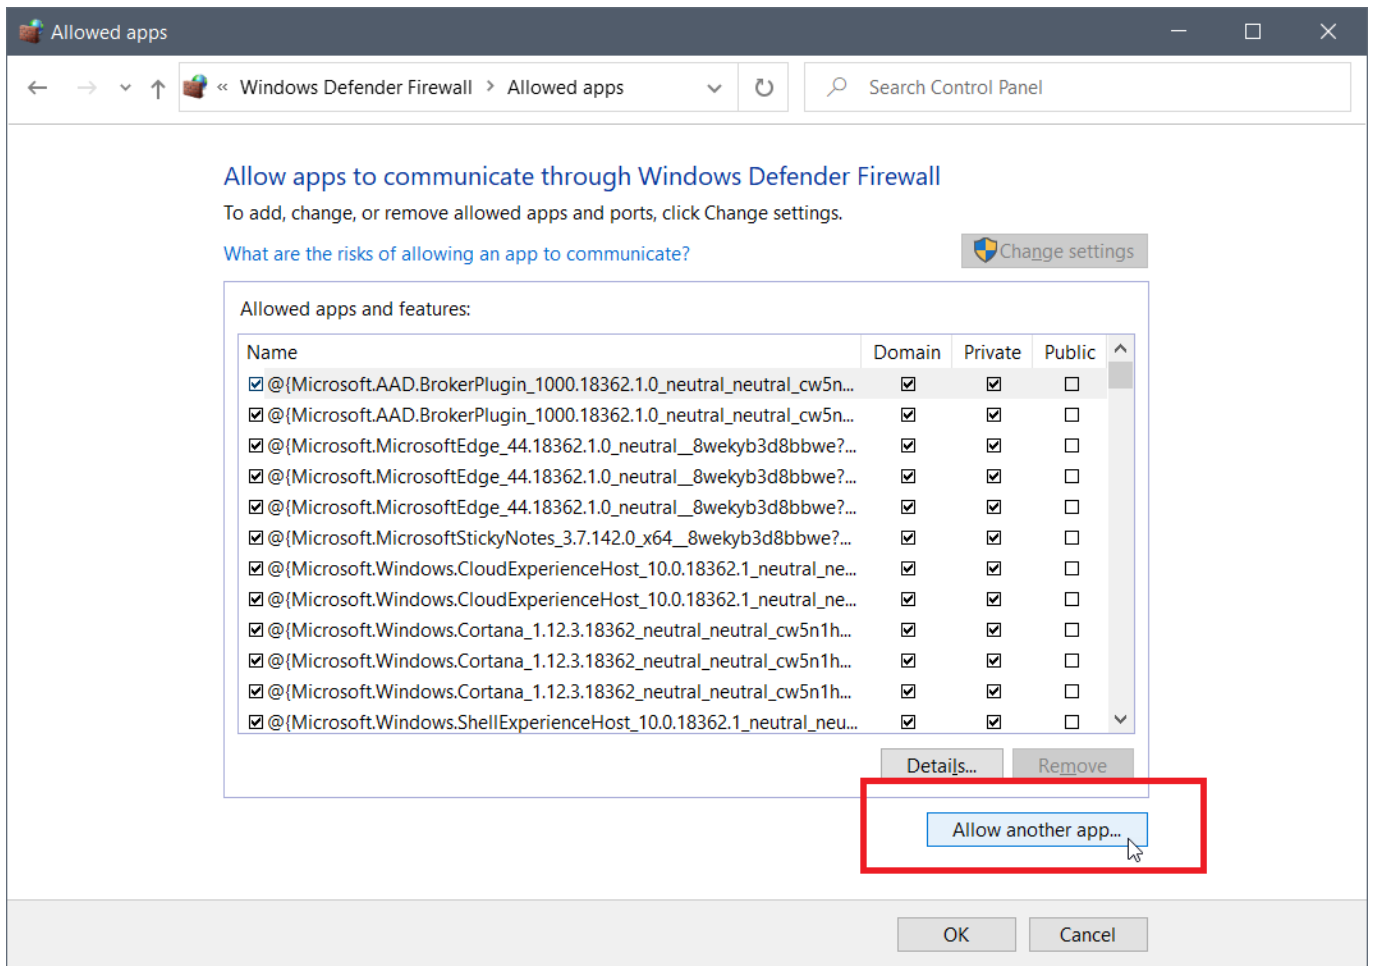 Allowed apps
« Windows Defender Firewall > Allowed apps
Search Control Panel
Allow apps to communicate through Windows Defender Firewall
To add, change, or remove allowed apps and ports, click Change settings.
What are the risks of allowing an app to communicate?
Change settings
Allowed apps and features:
Name Domain Private Public
@{Microsoft.AAD.BrokerPlugin_1000.18362.1.0_neutral_neutral_cw5n...
@{Microsoft.AAD.BrokerPlugin_1000.18362.1.0_neutral_neutral_cw5n...
@{Microsoft.MicrosoftEdge_44.18362.1.0_neutral__8wekyb3d8bbwe?...
@{Microsoft.MicrosoftEdge_44.18362.1.0_neutral__8wekyb3d8bbwe?...
@{Microsoft.MicrosoftEdge_44.18362.1.0_neutral__8wekyb3d8bbwe?...
@{Microsoft.MicrosoftStickyNotes_3.7.142.0_x64__8wekyb3d8bbwe?...
@{Microsoft.Windows.CloudExperienceHost_10.0.18362.1_neutral_ne...
@{Microsoft.Windows.CloudExperienceHost_10.0.18362.1_neutral_ne...
@{Microsoft.Windows.Cortana_1.12.3.18362_neutral_neutral_cw5n1h...
@{Microsoft.Windows.Cortana_1.12.3.18362_neutral_neutral_cw5n1h...
@{Microsoft.Windows.Cortana_1.12.3.18362_neutral_neutral_cw5n1h...
@{Microsoft.Windows.ShellExperienceHost_10.0.18362.1_neutral_neu...
Details... Remove
Allow another app...
OK Cancel